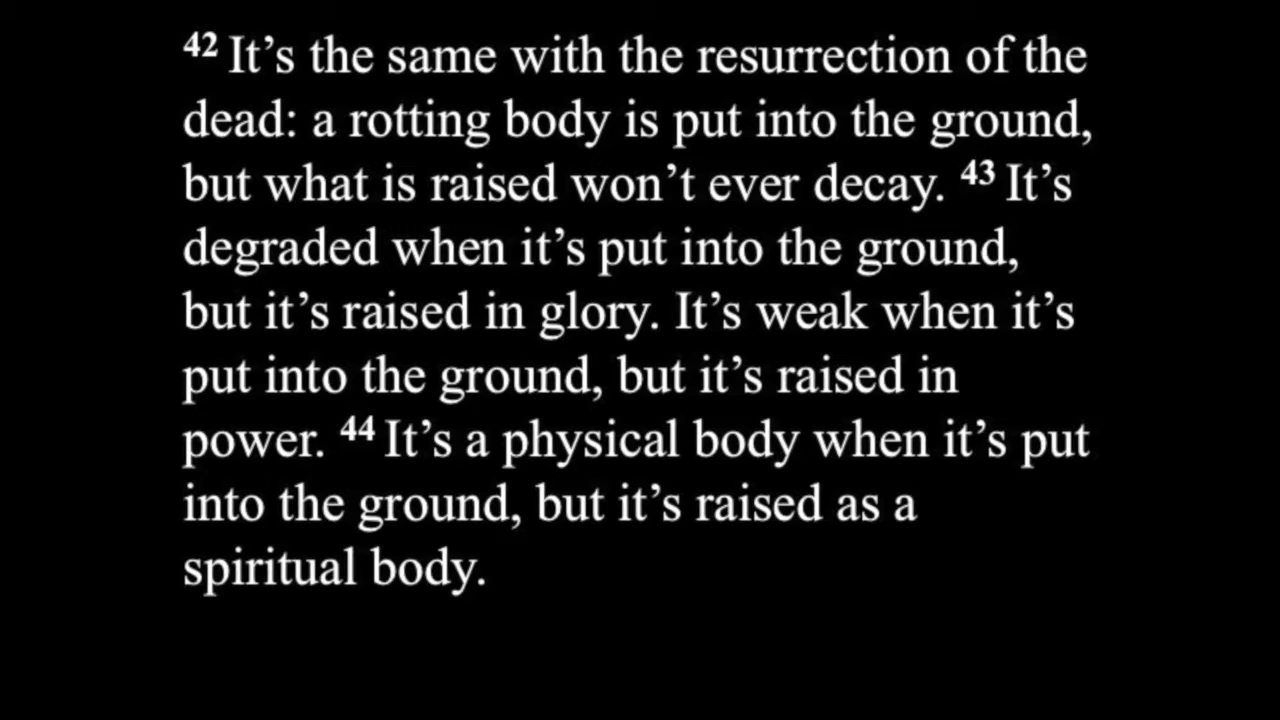 42 It’s the same with the resurrection of the
dead: a rotting body is put into the ground,
but what is raised won’t ever decay. 43 It’s
degraded when it’s put into the ground,
but it’s raised in glory. It’s weak when it’s
put into the ground, but it’s raised in
power. 44 It’s a physical body when it’s put
into the ground, but it’s raised as a
spiritual body.